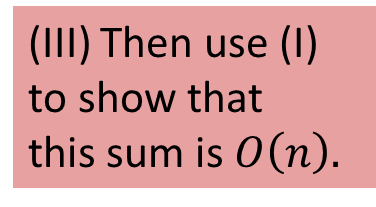 (III) Then use (I)
to show that
this sum is O(n).